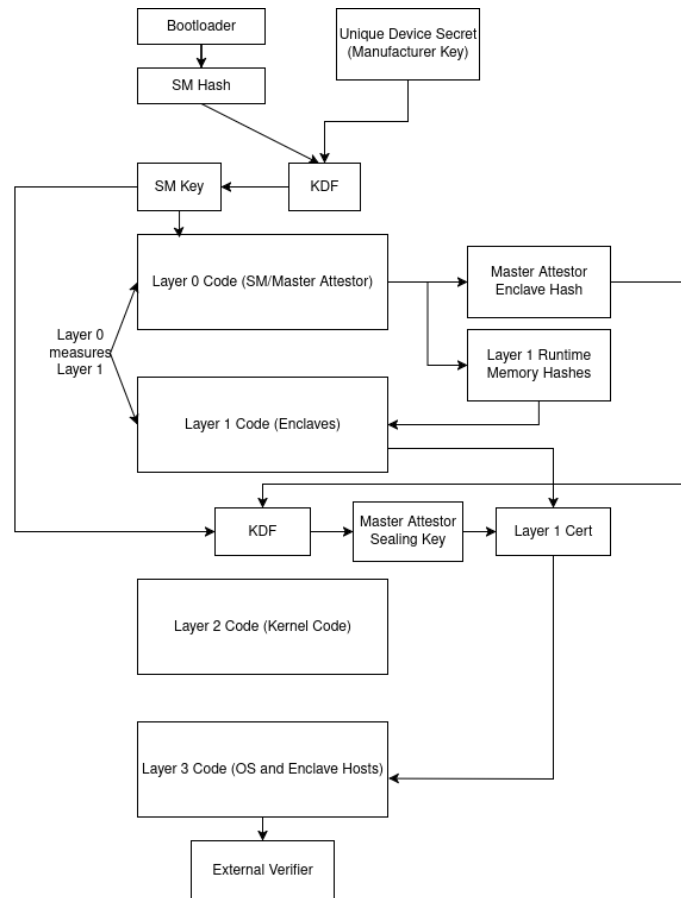 Bootloader
Unique Device Secret
(Manufacturer Key)
SM Hash
SM Key
KDF
Layer 0 Code (SM/Master Attestor)
Master Attestor
Enclave Hash
Layer 0
measures
Layer 1
Layer 1 Runtime
Memory Hashes
Layer 1 Code (Enclaves)
KDF
Master Attestor
Sealing Key
Layer 1 Cert
Layer 2 Code (Kernel Code)
Layer 3 Code (OS and Enclave Hosts)
External Verifier